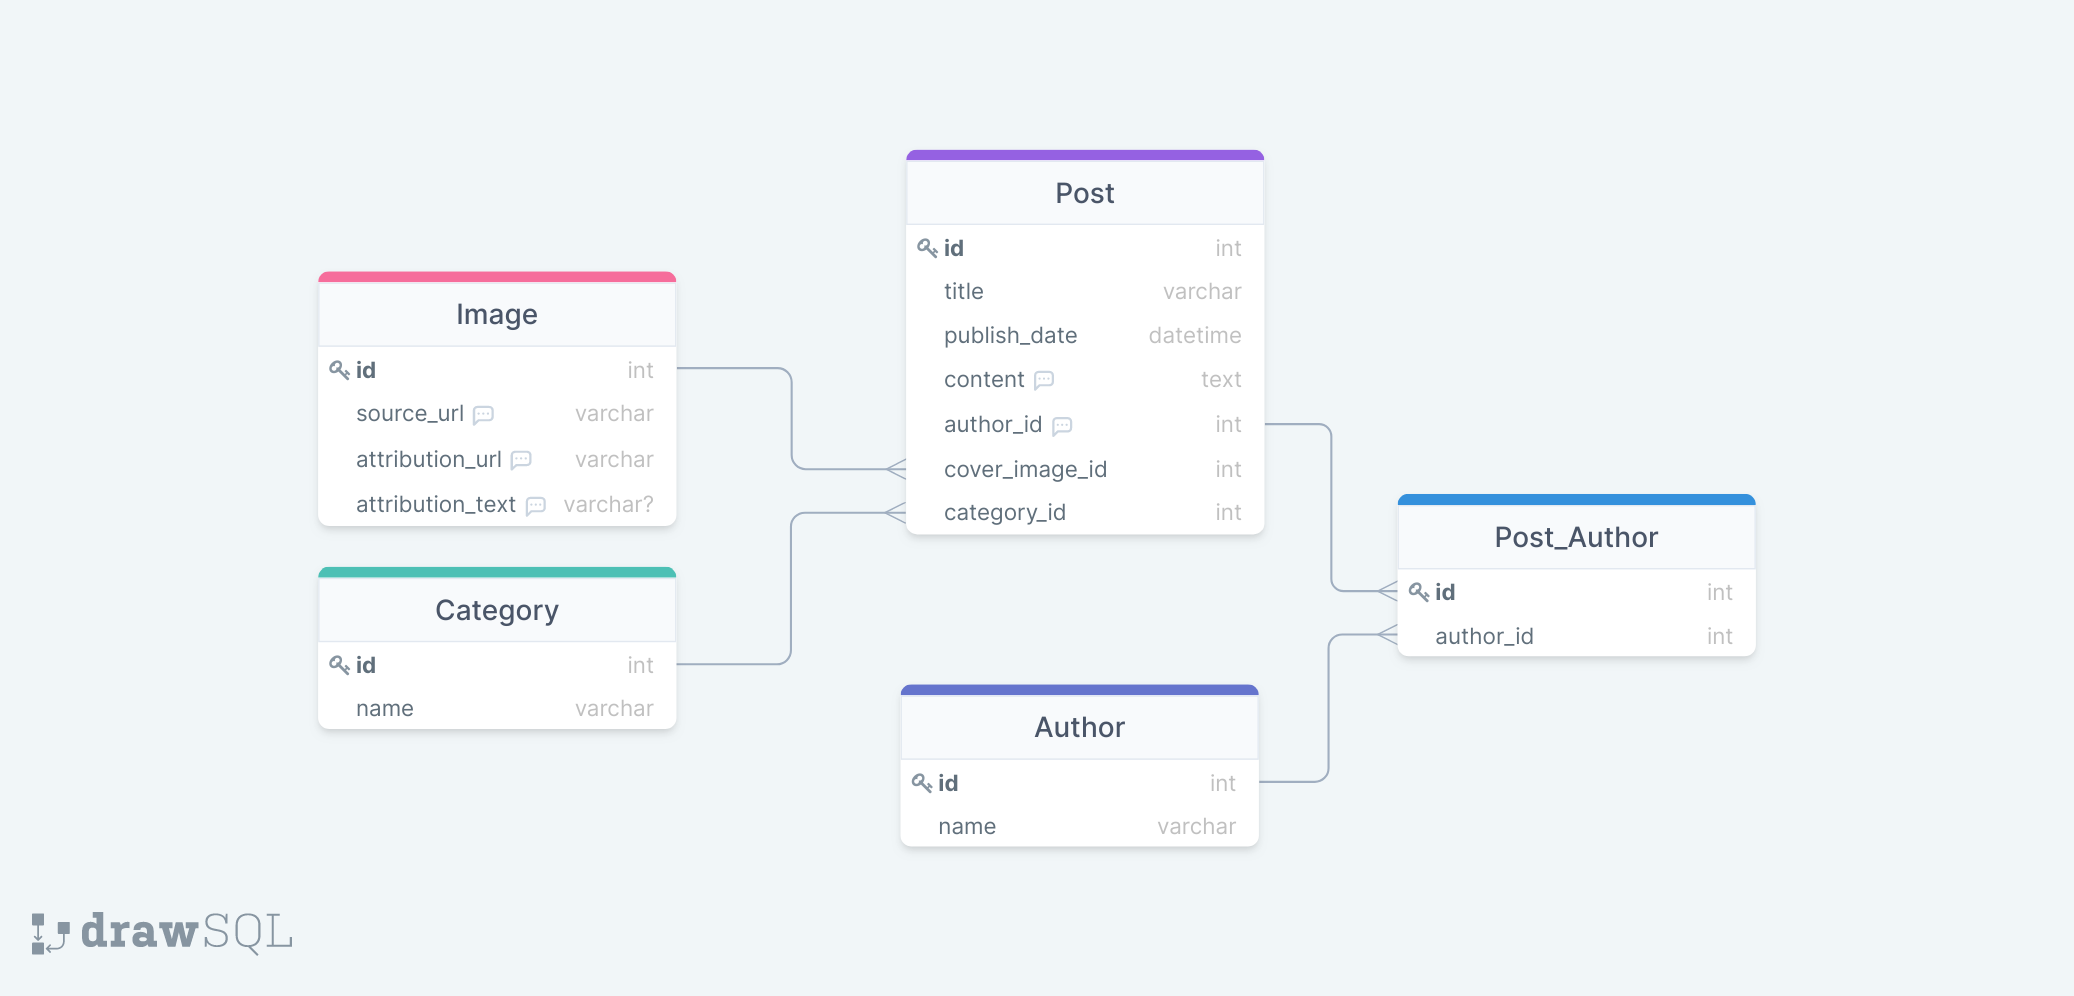 Post
id int
title varchar
publish_date datetime
content text
author_id int
cover_image_id int
category_id int
Image
id int
source_url varchar
attribution_url varchar
attribution_text varchar?
Category
id int
name varchar
Post_Author
id int
author_id int
Author
id int
name varchar
drawSQL